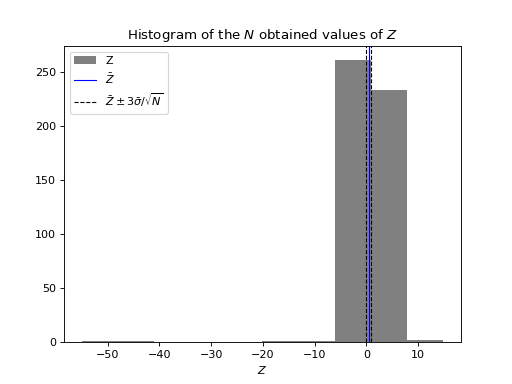 Histogram of the N obtained values of Z
Z
Z̄
Z̄ ± 3σ̄/√N
250
200
150
100
50
0
−50 −40 −30 −20 −10 0 10
Z